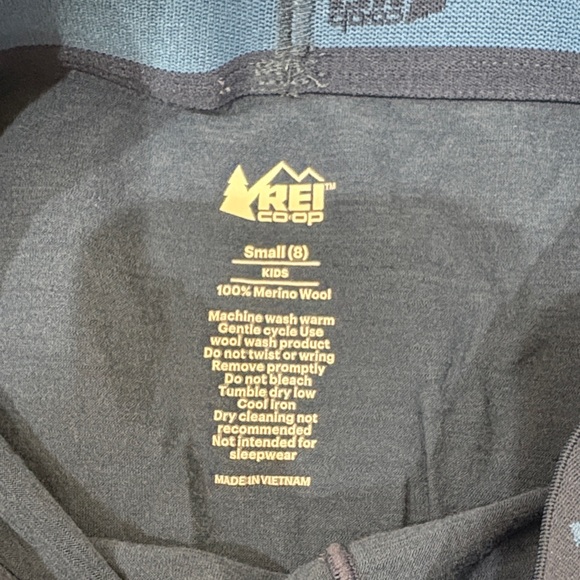 REI™
CO·OP
Small (8)
KIDS
100% Merino Wool
Machine wash warm
Gentle cycle Use
wool wash product
Do not twist or wring
Remove promptly
Do not bleach
Tumble dry low
Cool iron
Dry cleaning not
recommended
Not intended for
sleepwear
MADE IN VIETNAM